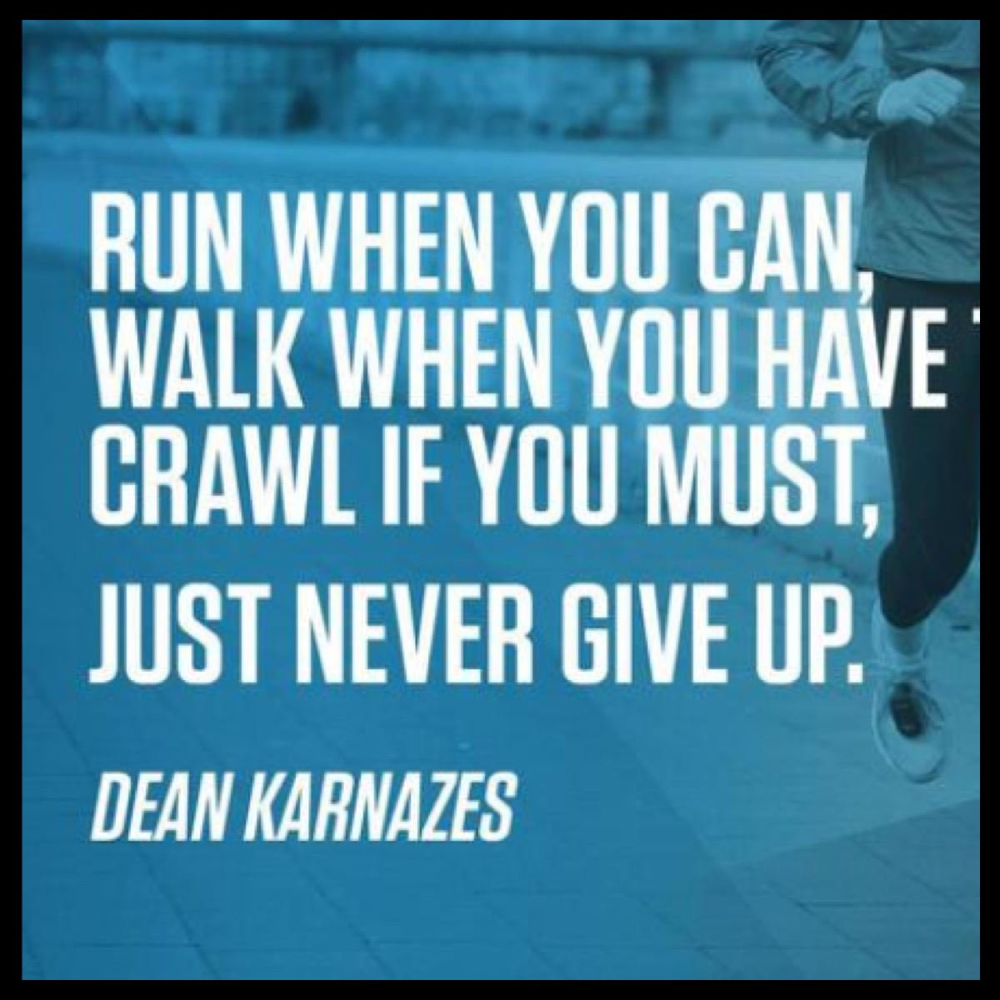 RUN WHEN YOU CAN,
WALK WHEN YOU HAVE
CRAWL IF YOU MUST,
JUST NEVER GIVE UP.
DEAN KARNAZES